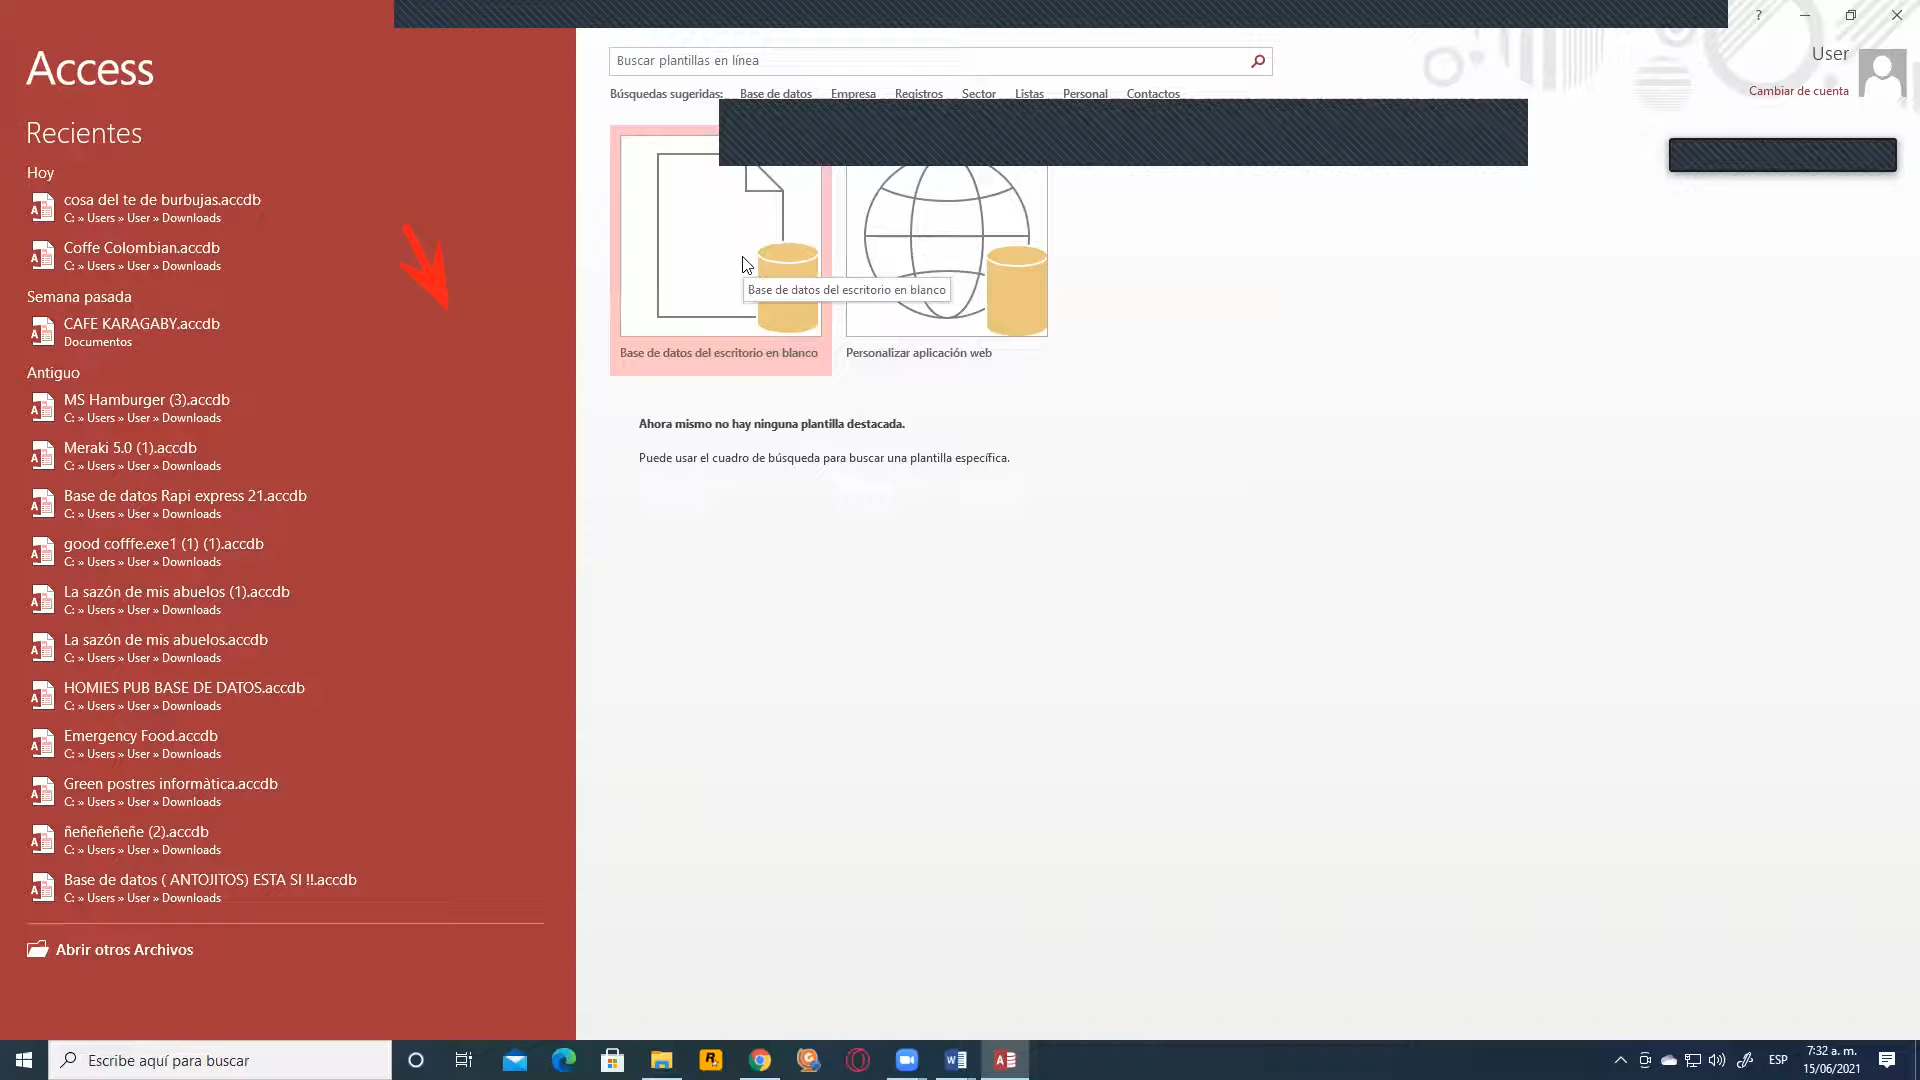 Access
Recientes
Hoy
cosa del te de burbujas.accdb
C: » Users » User » Downloads
Coffe Colombian.accdb
C: » Users » User » Downloads
Semana pasada
CAFE KARAGABY.accdb
Documentos
Antiguo
MS Hamburger (3).accdb
C: » Users » User » Downloads
Meraki 5.0 (1).accdb
C: » Users » User » Downloads
Base de datos Rapi express 21.accdb
C: » Users » User » Downloads
good cofffe.exe1 (1) (1).accdb
C: » Users » User » Downloads
La sazón de mis abuelos (1).accdb
C: » Users » User » Downloads
La sazón de mis abuelos.accdb
C: » Users » User » Downloads
HOMIES PUB BASE DE DATOS.accdb
C: » Users » User » Downloads
Emergency Food.accdb
C: » Users » User » Downloads
Green postres informàtica.accdb
C: » Users » User » Downloads
ñeñeñeñeñe (2).accdb
C: » Users » User » Downloads
Base de datos ( ANTOJITOS) ESTA SI !!.accdb
C: » Users » User » Downloads
Abrir otros Archivos
?
User
Cambiar de cuenta
Buscar plantillas en línea
Búsquedas sugeridas: Base de datos Empresa Registros Sector Listas Personal Contactos
Base de datos del escritorio en blanco
Base de datos del escritorio en blanco
Personalizar aplicación web
Ahora mismo no hay ninguna plantilla destacada.
Puede usar el cuadro de búsqueda para buscar una plantilla específica.
Escribe aquí para buscar
ESP
7:32 a. m.
15/06/2021